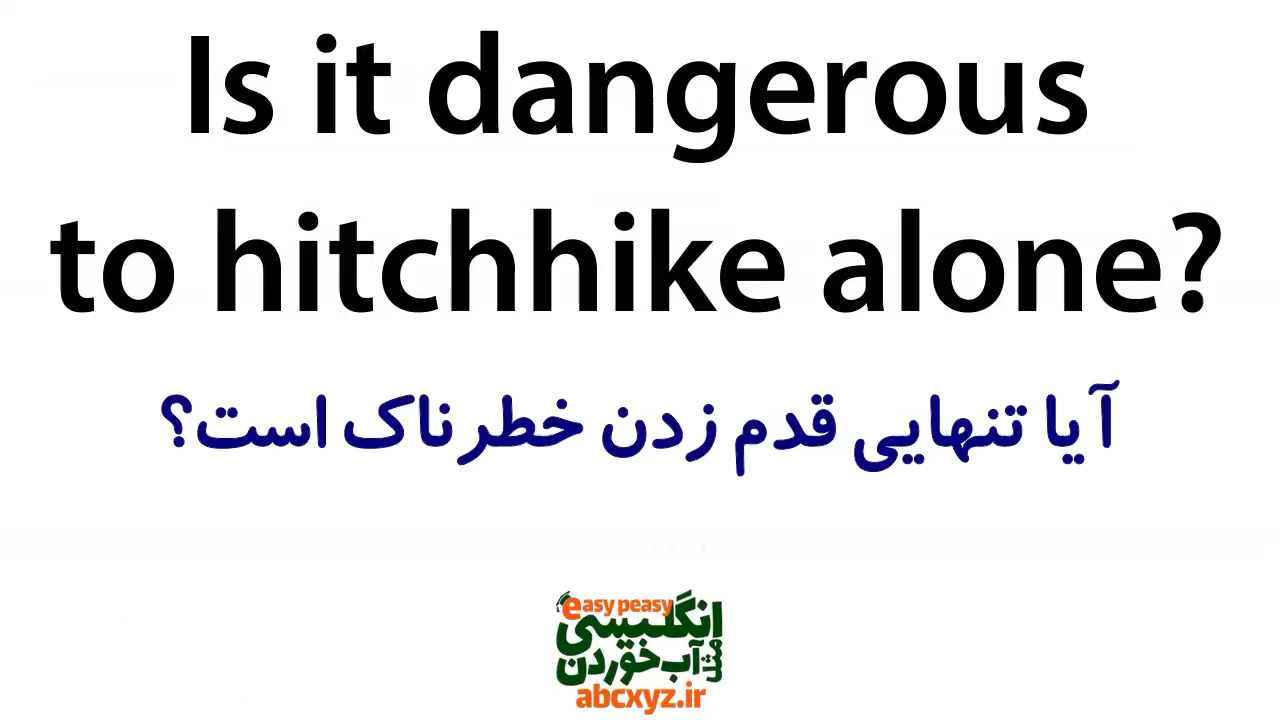 Is it dangerous
to hitchhike alone?
آیا تنهایی قدم زدن خطرناک است؟
easy peasy
انگلیسی
مثل آب خوردن
abcxyz.ir